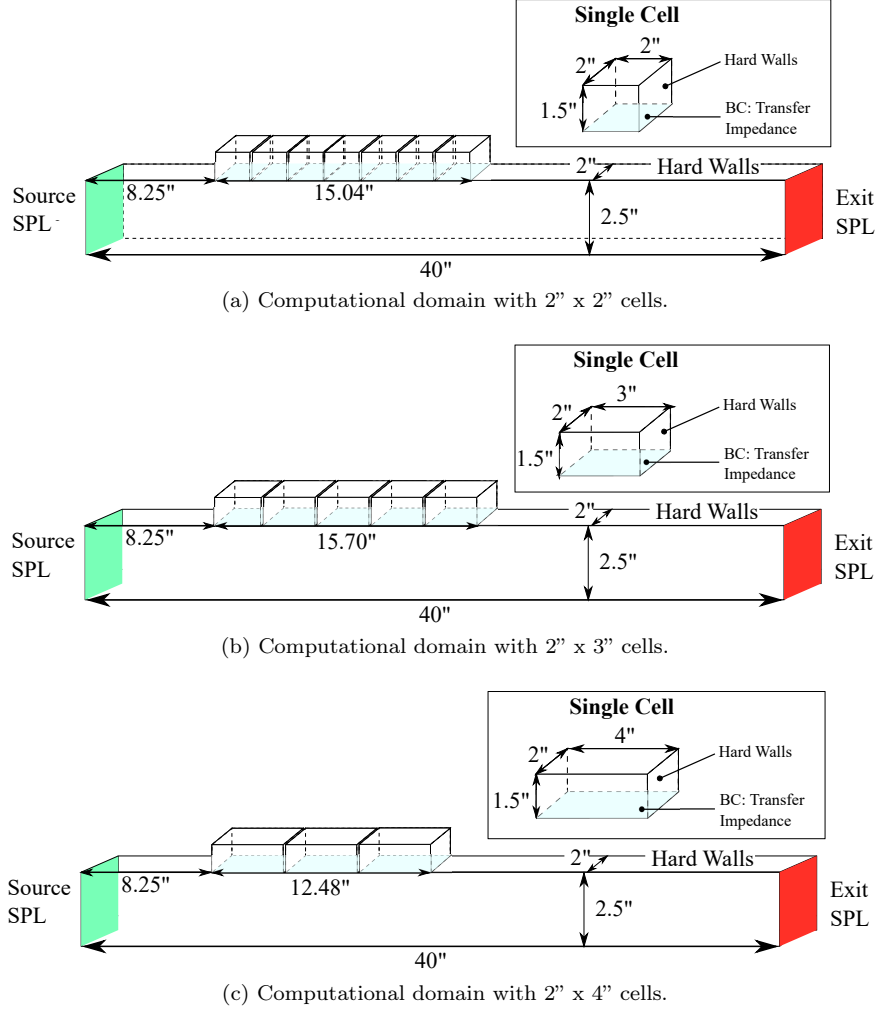 Single Cell
2"
2"
Hard Walls
1.5"
BC: Transfer
Impedance
2"
Hard Walls
8.25"
15.04"
Source
SPL
2.5"
Exit
SPL
40"
(a) Computational domain with 2” x 2” cells.
Single Cell
3"
2"
Hard Walls
1.5"
BC: Transfer
Impedance
2"
Hard Walls
8.25"
15.70"
Source
SPL
2.5"
Exit
SPL
40"
(b) Computational domain with 2” x 3” cells.
Single Cell
4"
2"
Hard Walls
1.5"
BC: Transfer
Impedance
2"
Hard Walls
8.25"
12.48"
Source
SPL
2.5"
Exit
SPL
40"
(c) Computational domain with 2” x 4” cells.